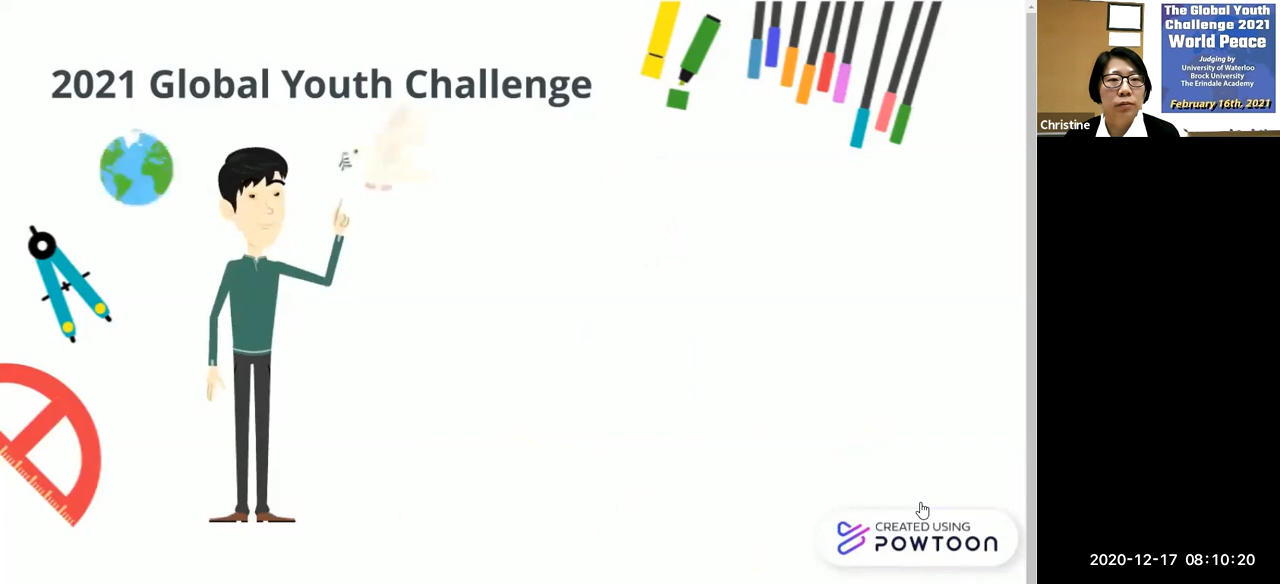 2021 Global Youth Challenge
CREATED USING
POWTOON
Christine
The Global Youth
Challenge 2021
World Peace
Judging by
University of Waterloo
Brock University
The Erindale Academy
February 16th, 2021
2020-12-17 08:10:20